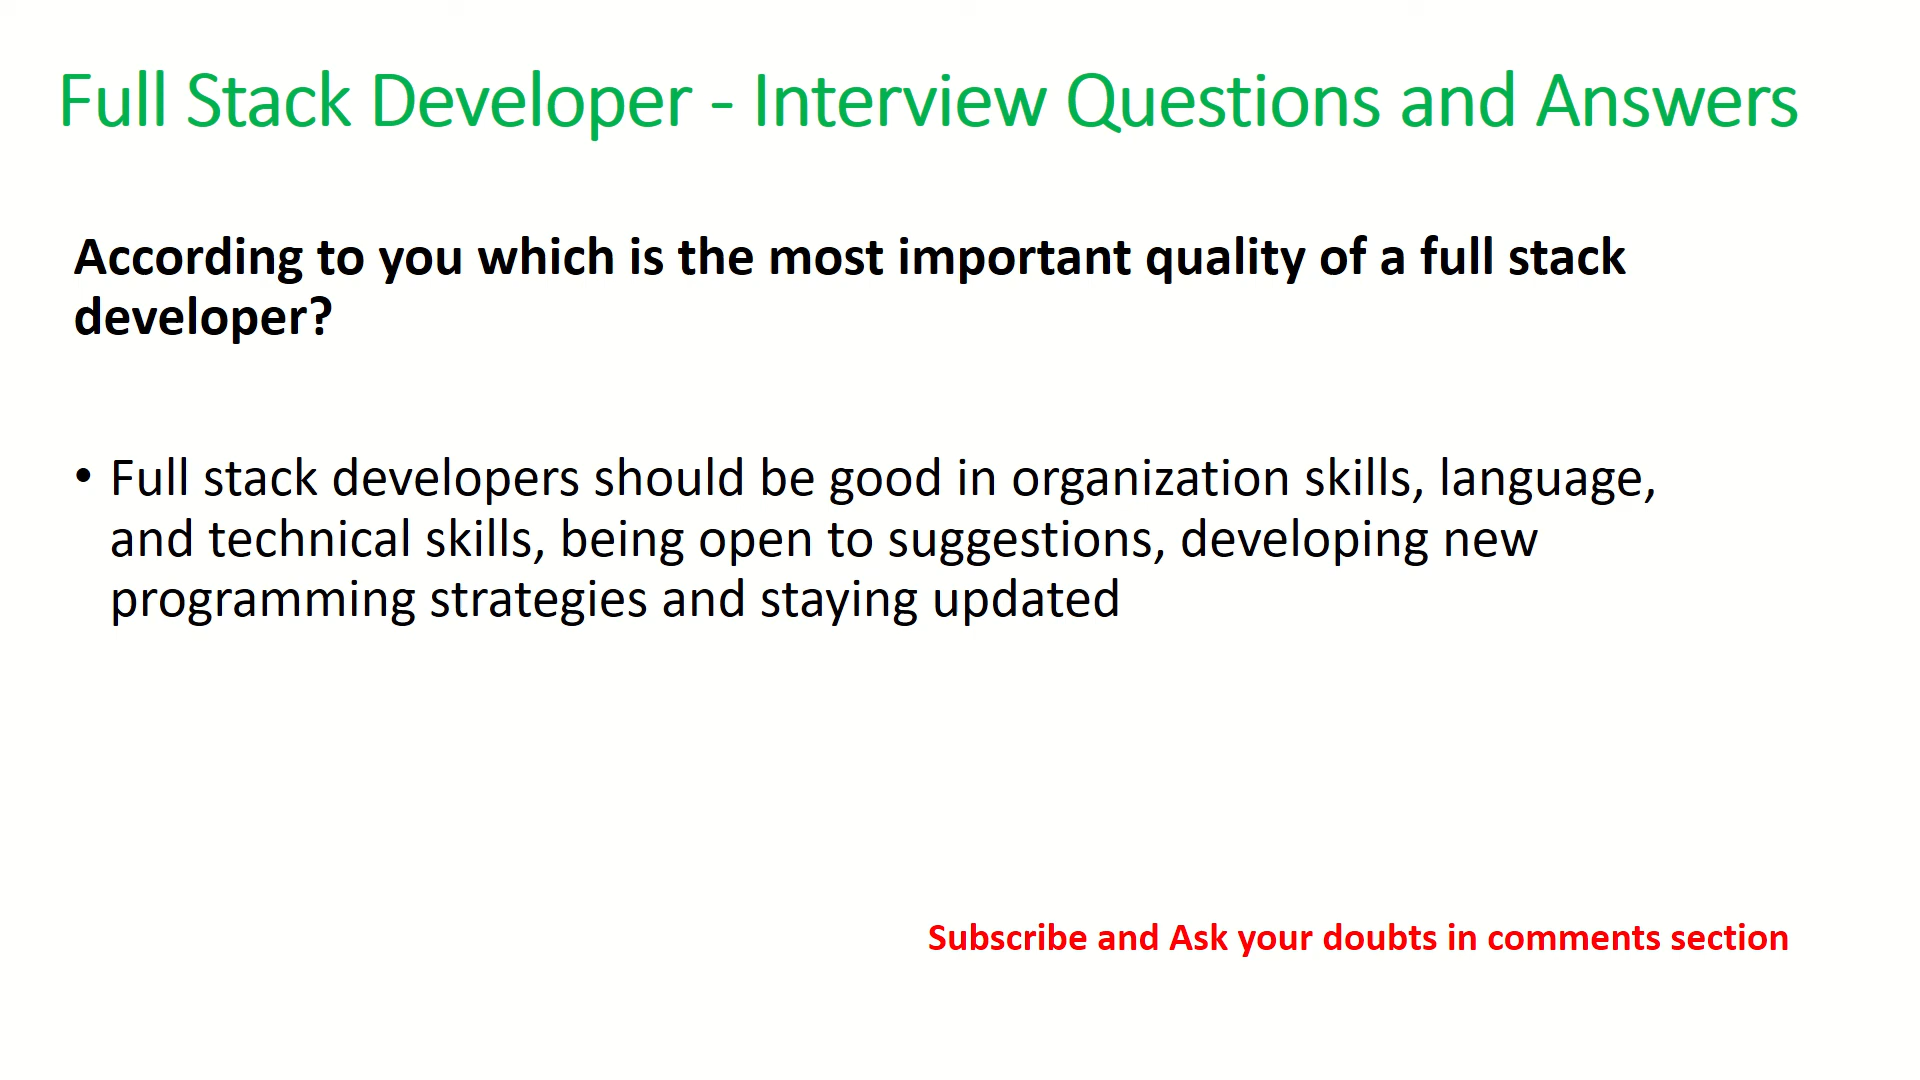 Full Stack Developer - Interview Questions and Answers
According to you which is the most important quality of a full stack
developer?
• Full stack developers should be good in organization skills, language,
and technical skills, being open to suggestions, developing new
programming strategies and staying updated
Subscribe and Ask your doubts in comments section